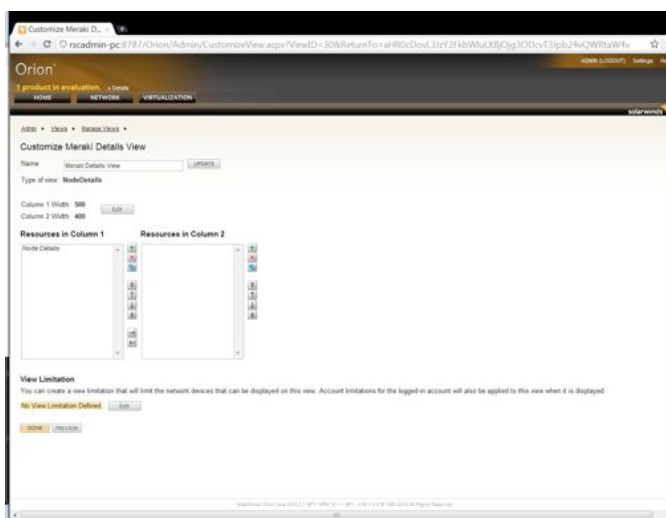 Customize Meraki D...
rscadmin-pc:8787/Orion/Admin/CustomizeView.aspx?ViewID=30&ReturnTo=
Orion
ADMIN (LOGOUT) Settings
1 product in evaluation. » Details
HOME NETWORK VIRTUALIZATION
solarwinds
Admin Views Manage Views
Customize Meraki Details View
Name Meraki Details View UPDATE
Type of view: NodeDetails
Column 1 Width: 500
Edit
Column 2 Width: 400
Resources in Column 1 Resources in Column 2
Node Details
View Limitation
You can create a view limitation that will limit the network devices that can be displayed on this view. Account limitations for the logged-in account will also be applied to this view when it is displayed.
No View Limitation Defined. Edit
DONE PREVIEW